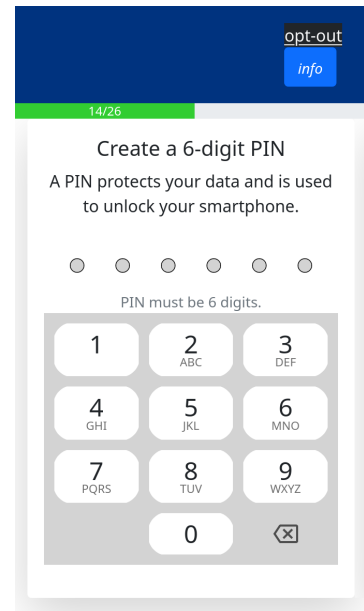 opt-out
info
14/26
Create a 6-digit PIN
A PIN protects your data and is used
to unlock your smartphone.
PIN must be 6 digits.
1 2 3
ABC DEF
4 5 6
GHI JKL MNO
7 8 9
PQRS TUV WXYZ
0